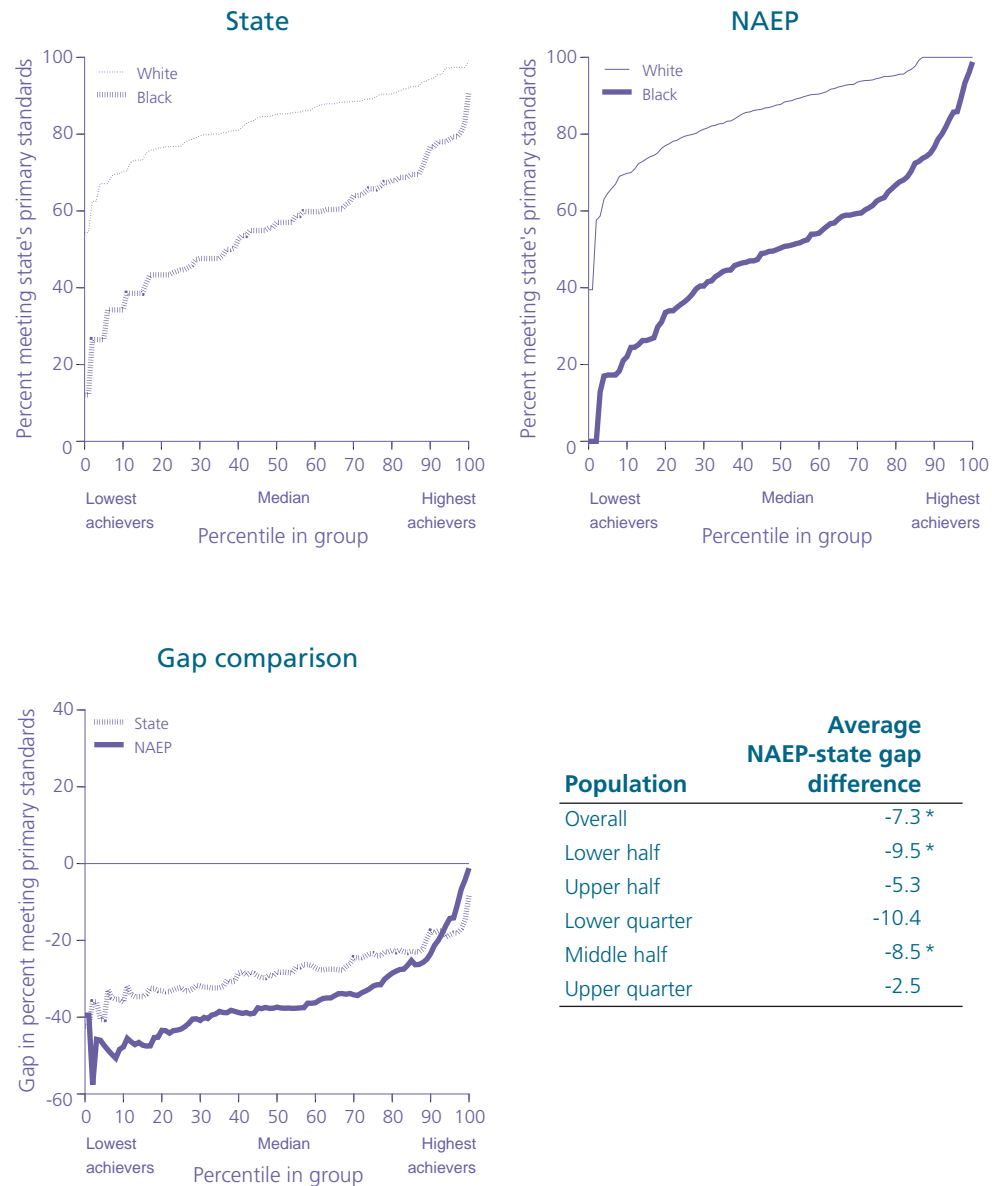 State
Percent meeting state's primary standards
100
80
60
40
20
0
White
Black
0 10 20 30 40 50 60 70 80 90 100
Lowest achievers
Median
Highest achievers
Percentile in group
NAEP
Percent meeting state's primary standards
100
80
60
40
20
0
White
Black
0 10 20 30 40 50 60 70 80 90 100
Lowest achievers
Median
Highest achievers
Percentile in group
Gap comparison
Gap in percent meeting primary standards
40
20
0
-20
-40
-60
State
NAEP
0 10 20 30 40 50 60 70 80 90 100
Lowest achievers
Median
Highest achievers
Percentile in group
Average
NAEP-state gap
Population difference
Overall -7.3 *
Lower half -9.5 *
Upper half -5.3
Lower quarter -10.4
Middle half -8.5 *
Upper quarter -2.5